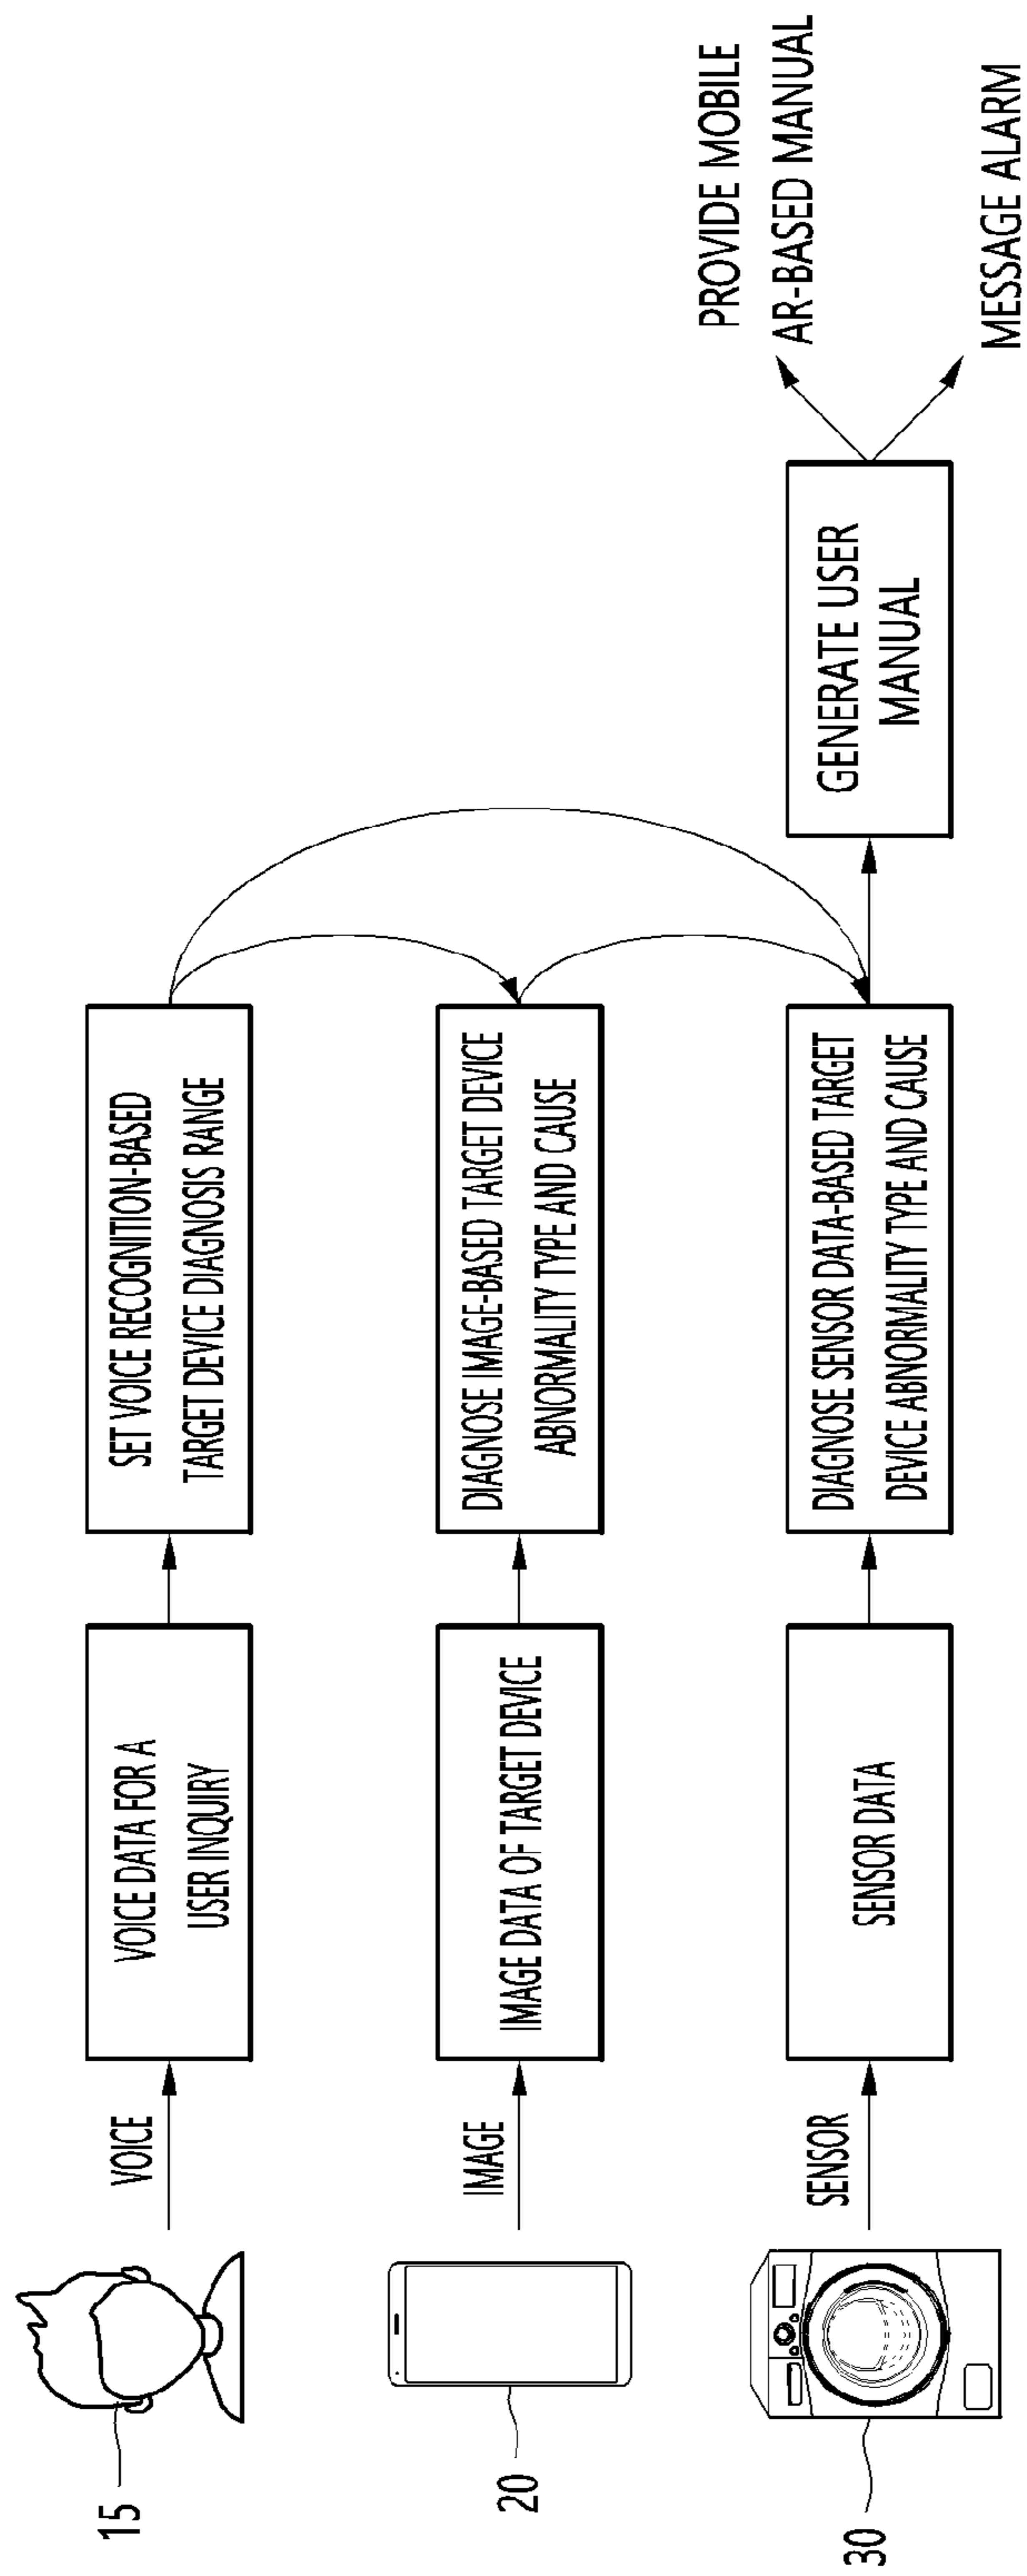 15
VOICE
VOICE DATA FOR A
USER INQUIRY
SET VOICE RECOGNITION-BASED
TARGET DEVICE DIAGNOSIS RANGE
20
IMAGE
IMAGE DATA OF TARGET DEVICE
DIAGNOSE IMAGE-BASED TARGET DEVICE
ABNORMALITY TYPE AND CAUSE
30
SENSOR
SENSOR DATA
DIAGNOSE SENSOR DATA-BASED TARGET
DEVICE ABNORMALITY TYPE AND CAUSE
GENERATE USER
MANUAL
PROVIDE MOBILE
AR-BASED MANUAL
MESSAGE ALARM